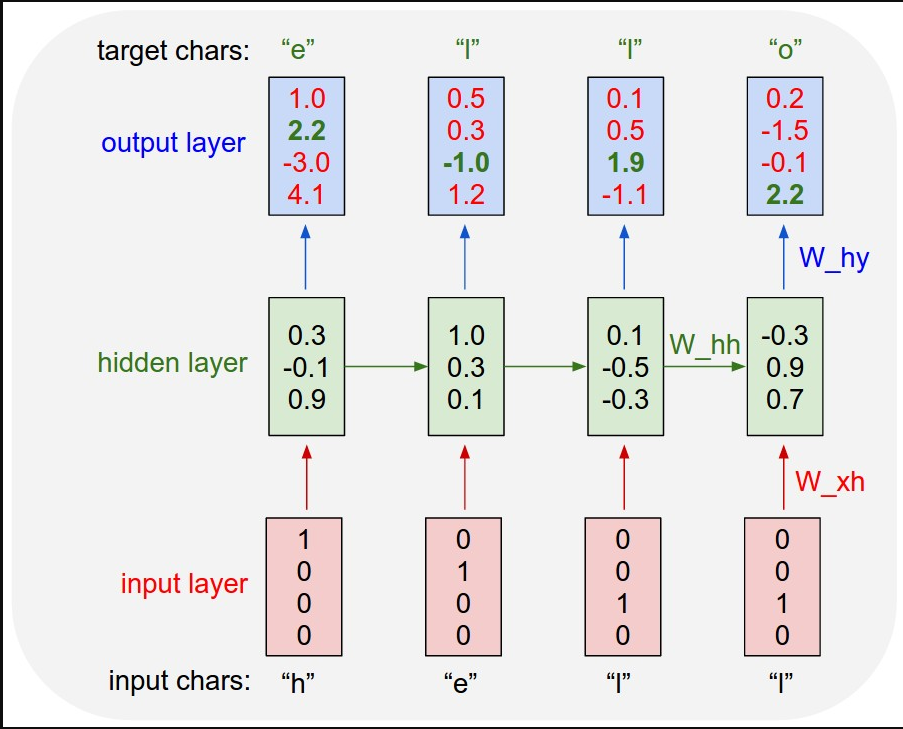 target chars: “e” “l” “l” “o”
output layer
1.0 0.5 0.1 0.2
2.2 0.3 0.5 -1.5
-3.0 -1.0 1.9 -0.1
4.1 1.2 -1.1 2.2
W_hy
hidden layer
0.3 1.0 0.1 -0.3
-0.1 0.3 -0.5 0.9
0.9 0.1 -0.3 0.7
W_hh
W_xh
input layer
1 0 0 0
0 1 0 0
0 0 1 1
0 0 0 0
input chars: “h” “e” “l” “l”